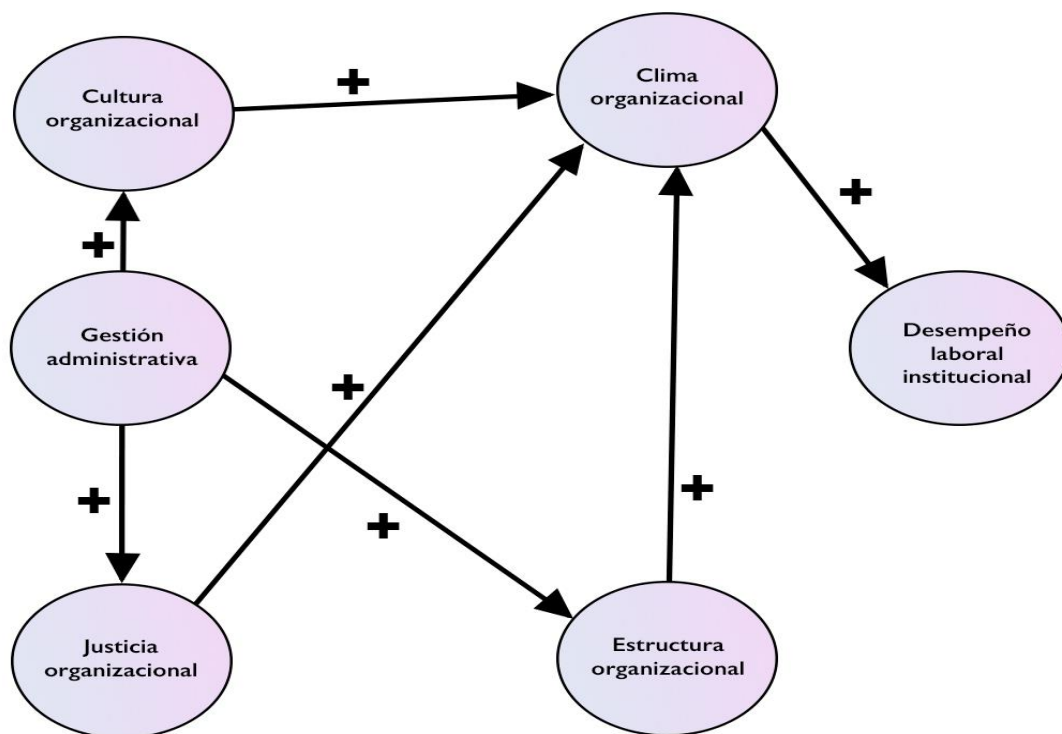 Cultura
organizacional
Clima
organizacional
+
+
+
Gestión
administrativa
Desempeño
laboral
institucional
+
+
+
+
Justicia
organizacional
Estructura
organizacional